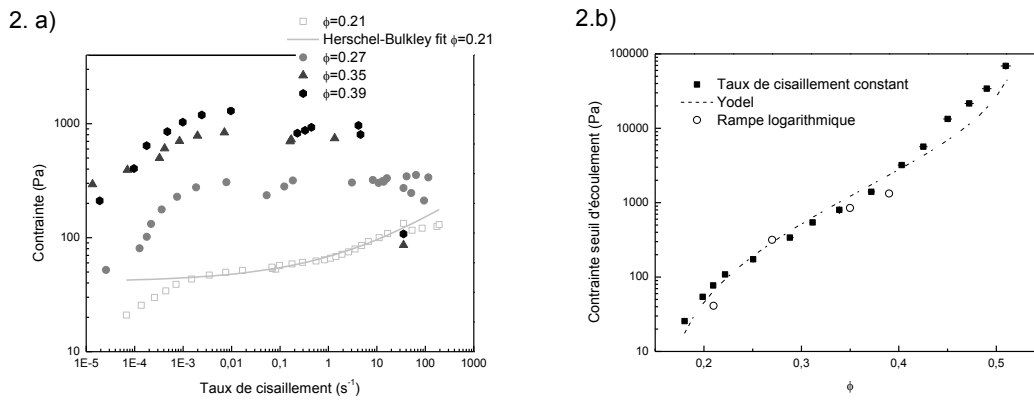 2. a)
ϕ=0.21
Herschel-Bulkley fit ϕ=0.21
ϕ=0.27
ϕ=0.35
ϕ=0.39
1000
100
10
Contrainte (Pa)
1E-5 1E-4 1E-3 0,01 0,1 1 10 100 1000
Taux de cisaillement (s⁻¹)
2.b)
100000
10000
1000
100
10
Contrainte seuil d'écoulement (Pa)
Taux de cisaillement constant
Yodel
Rampe logarithmique
0,2 0,3 0,4 0,5
ϕ